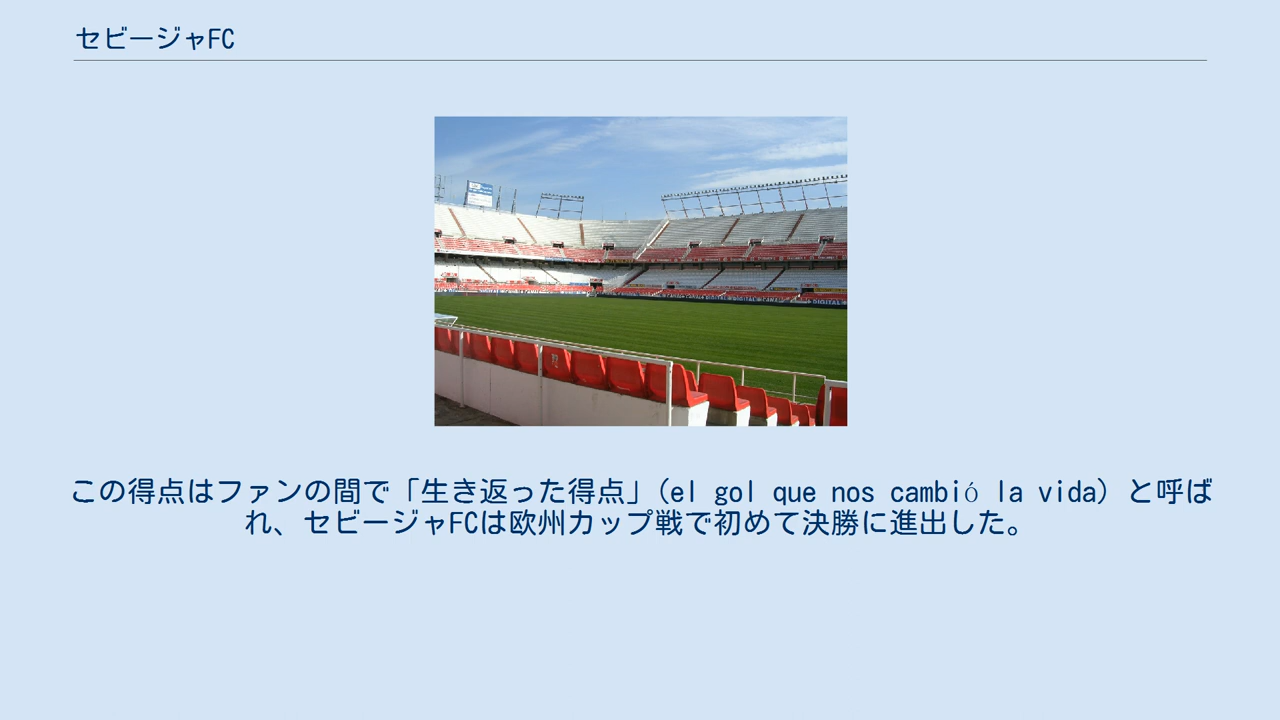 セビージャFC
この得点はファンの間で「生き返った得点」(el gol que nos cambió la vida) と呼ば
れ、セビージャFCは欧州カップ戦で初めて決勝に進出した。